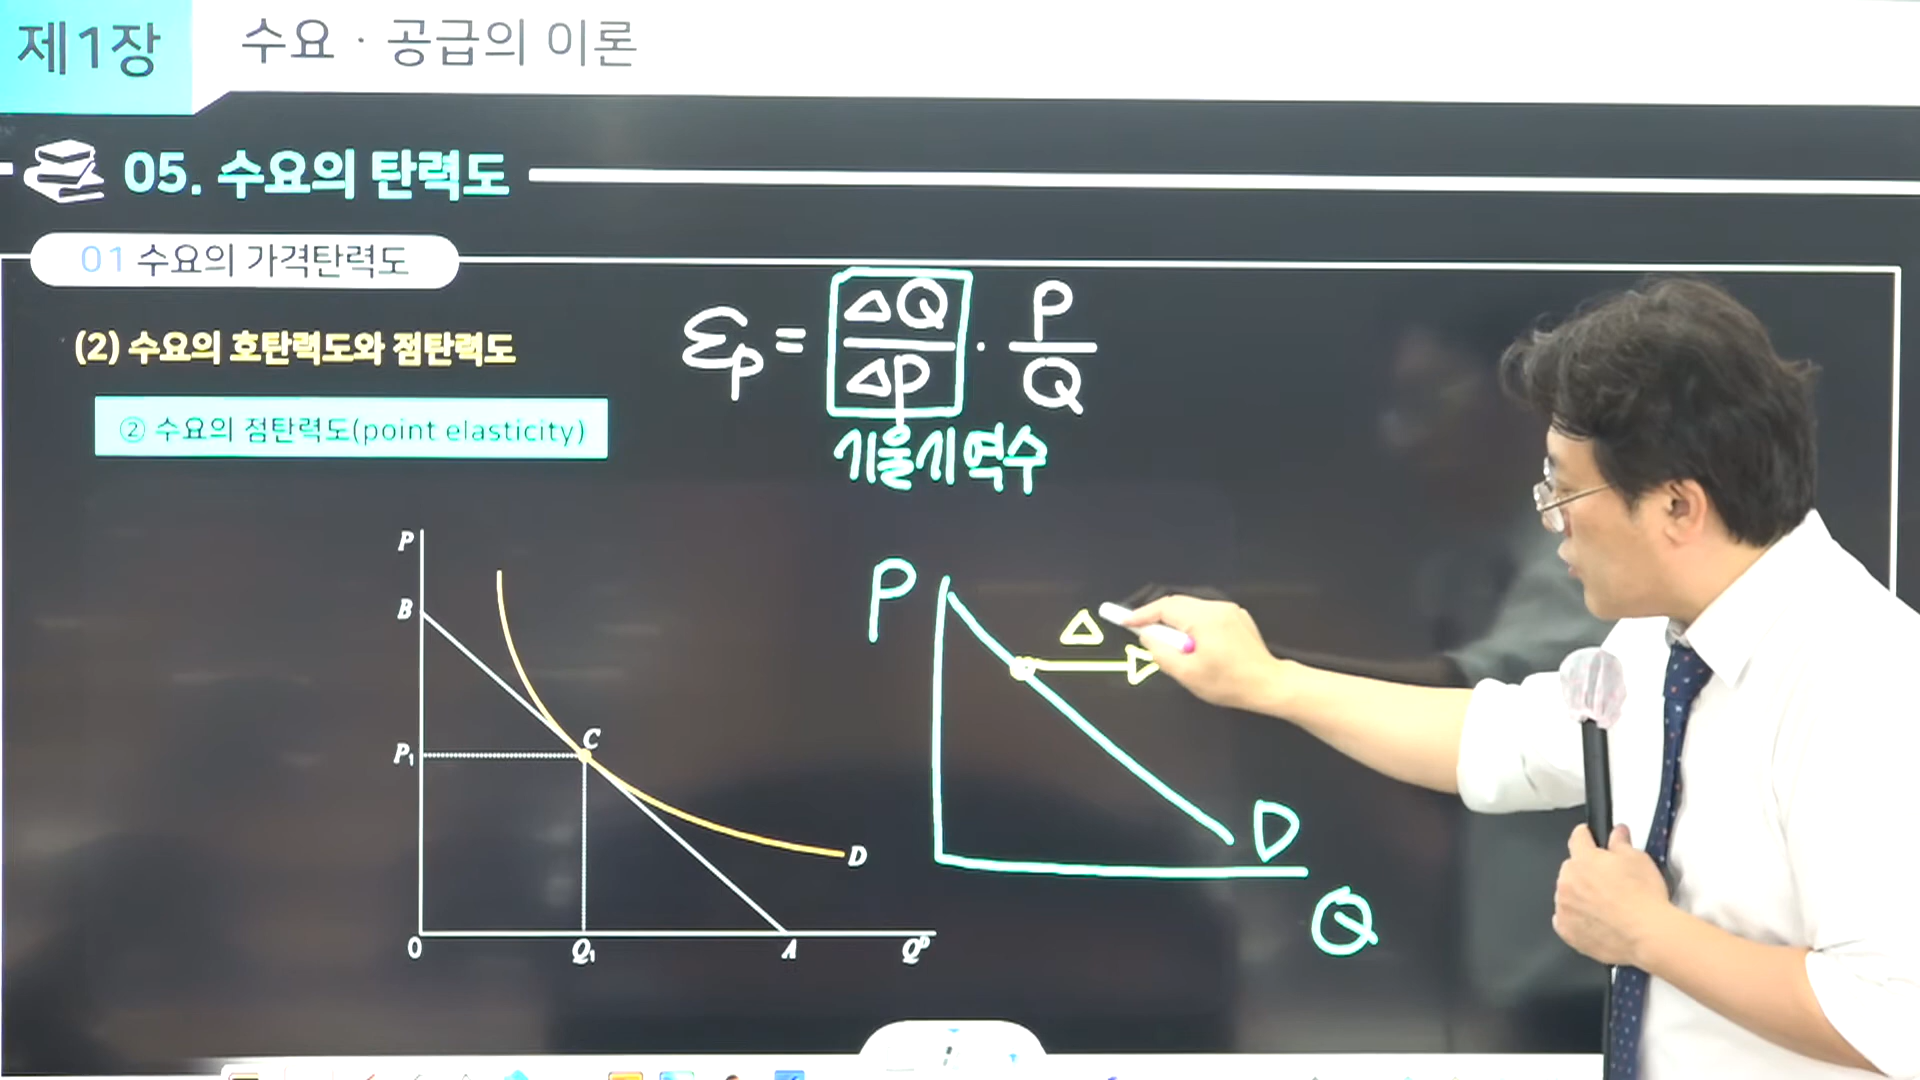 제1장 수요 · 공급의 이론
05. 수요의 탄력도
01 수요의 가격탄력도
(2) 수요의 호탄력도와 점탄력도
② 수요의 점탄력도(point elasticity)
εp = ΔQ/ΔP · P/Q
기울기 역수
P
B
P₁
C
D
0
Q₁
A
Qᴰ
P
Δ
D
Q